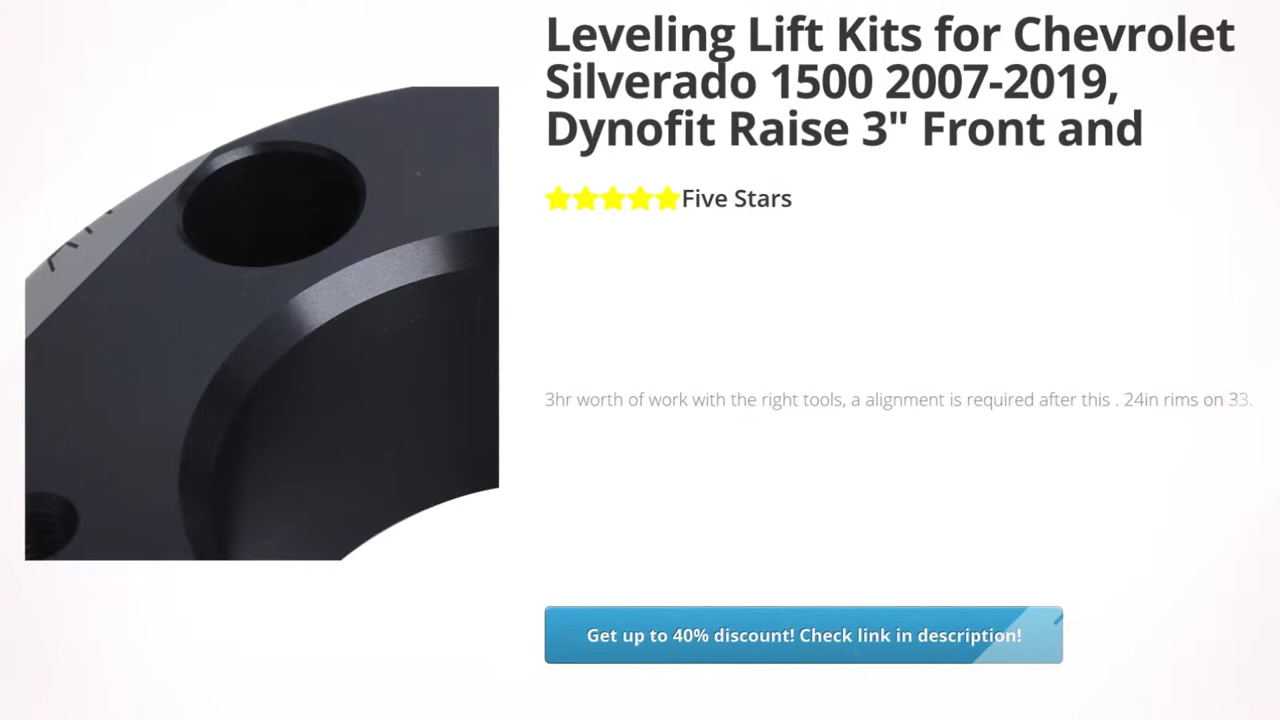 Leveling Lift Kits for Chevrolet
Silverado 1500 2007-2019,
Dynofit Raise 3" Front and
Five Stars
3hr worth of work with the right tools, a alignment is required after this . 24in rims on 33.
Get up to 40% discount! Check link in description!